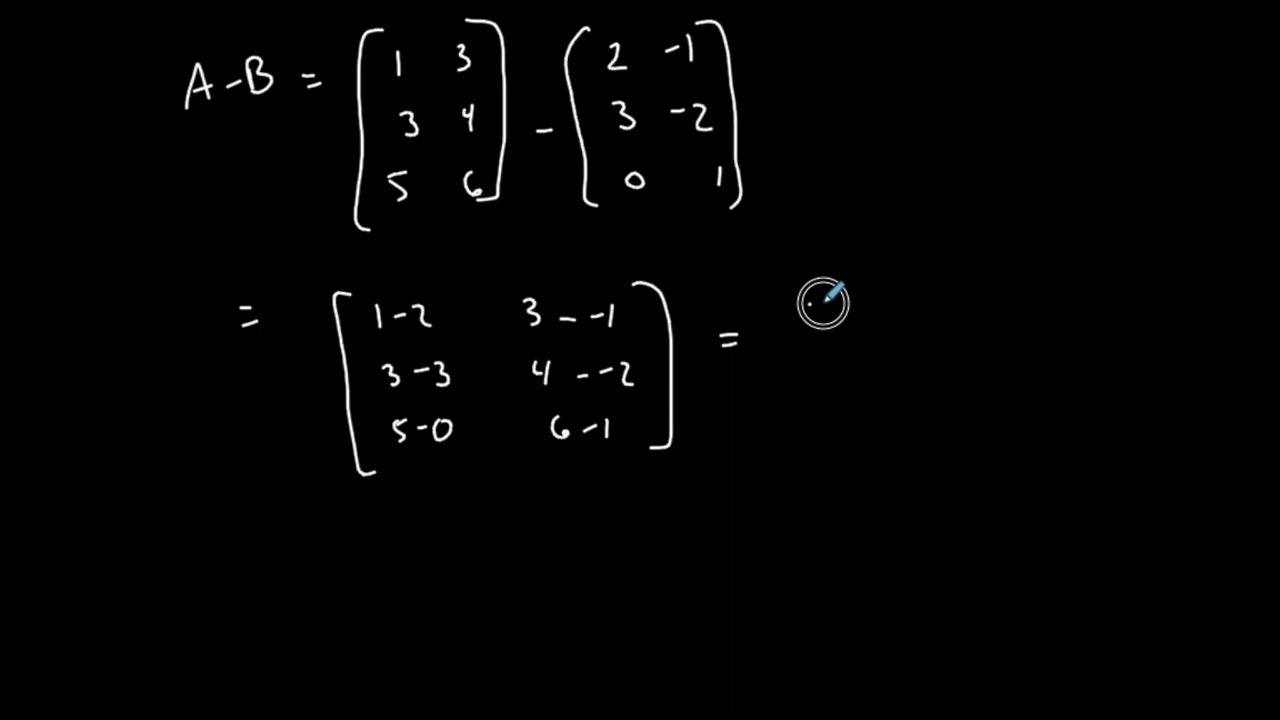 1 3 2 -1
A-B = 3 4 - 3 -2
5 6 0 1
1-2 3--1
= 3-3 4--2 =
5-0 6-1